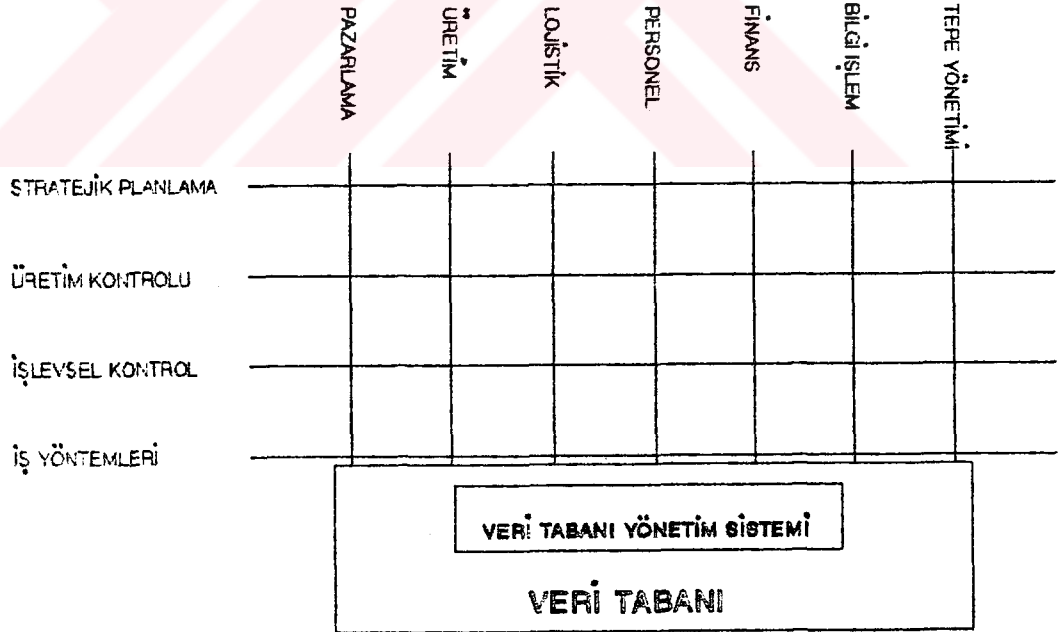 PAZARLAMA
ÜRETİM
LOJİSTİK
PERSONEL
FİNANS
BİLGİ İŞLEM
TEPE YÖNETİMİ
STRATEJİK PLANLAMA
ÜRETİM KONTROLU
İŞLEVSEL KONTROL
İŞ YÖNTEMLERİ
VERİ TABANI YÖNETİM SİSTEMİ
VERİ TABANI